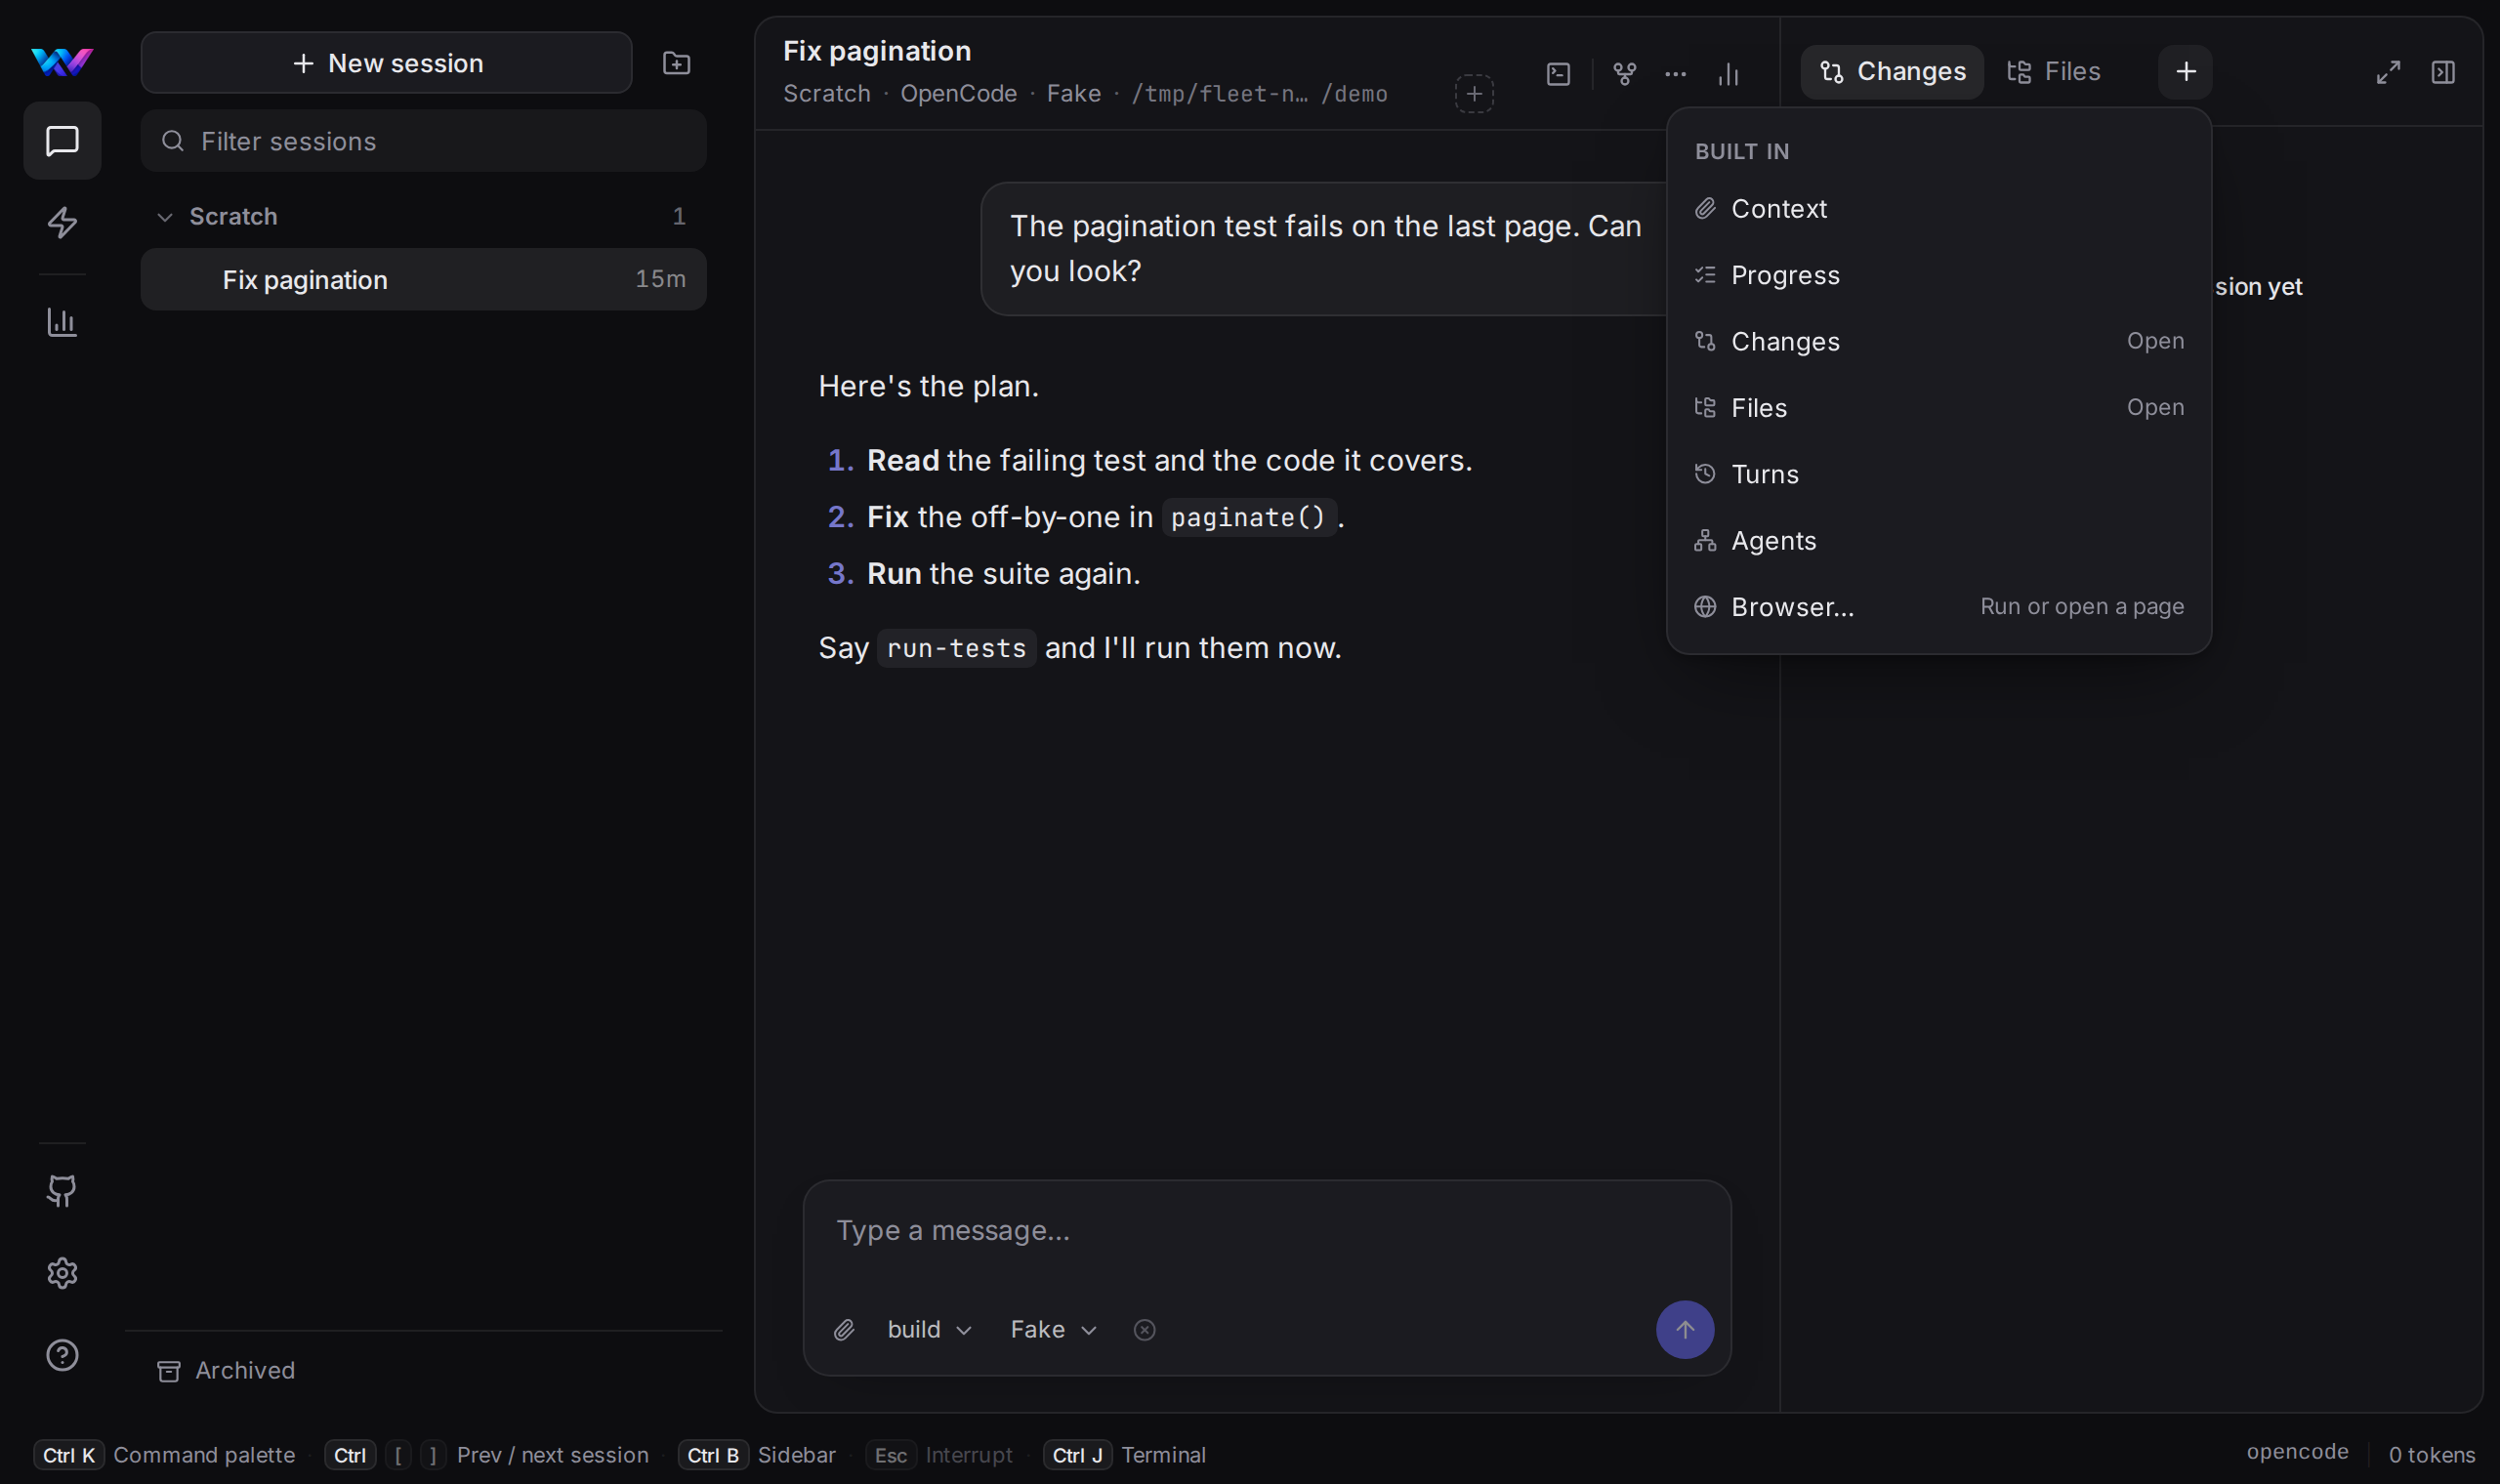 New session
Filter sessions
Scratch 1
Fix pagination 15m
Archived
Fix pagination
Scratch · OpenCode · Fake · /tmp/fleet-n… /demo
The pagination test fails on the last page. Can
you look?
Here's the plan.
1. Read the failing test and the code it covers.
2. Fix the off-by-one in paginate().
3. Run the suite again.
Say run-tests and I'll run them now.
Type a message...
build Fake
Changes Files
BUILT IN
Context
Progress
Changes Open
Files Open
Turns
Agents
Browser... Run or open a page
sion yet
Ctrl K Command palette · Ctrl [ ] Prev / next session · Ctrl B Sidebar · Esc Interrupt · Ctrl J Terminal
opencode 0 tokens